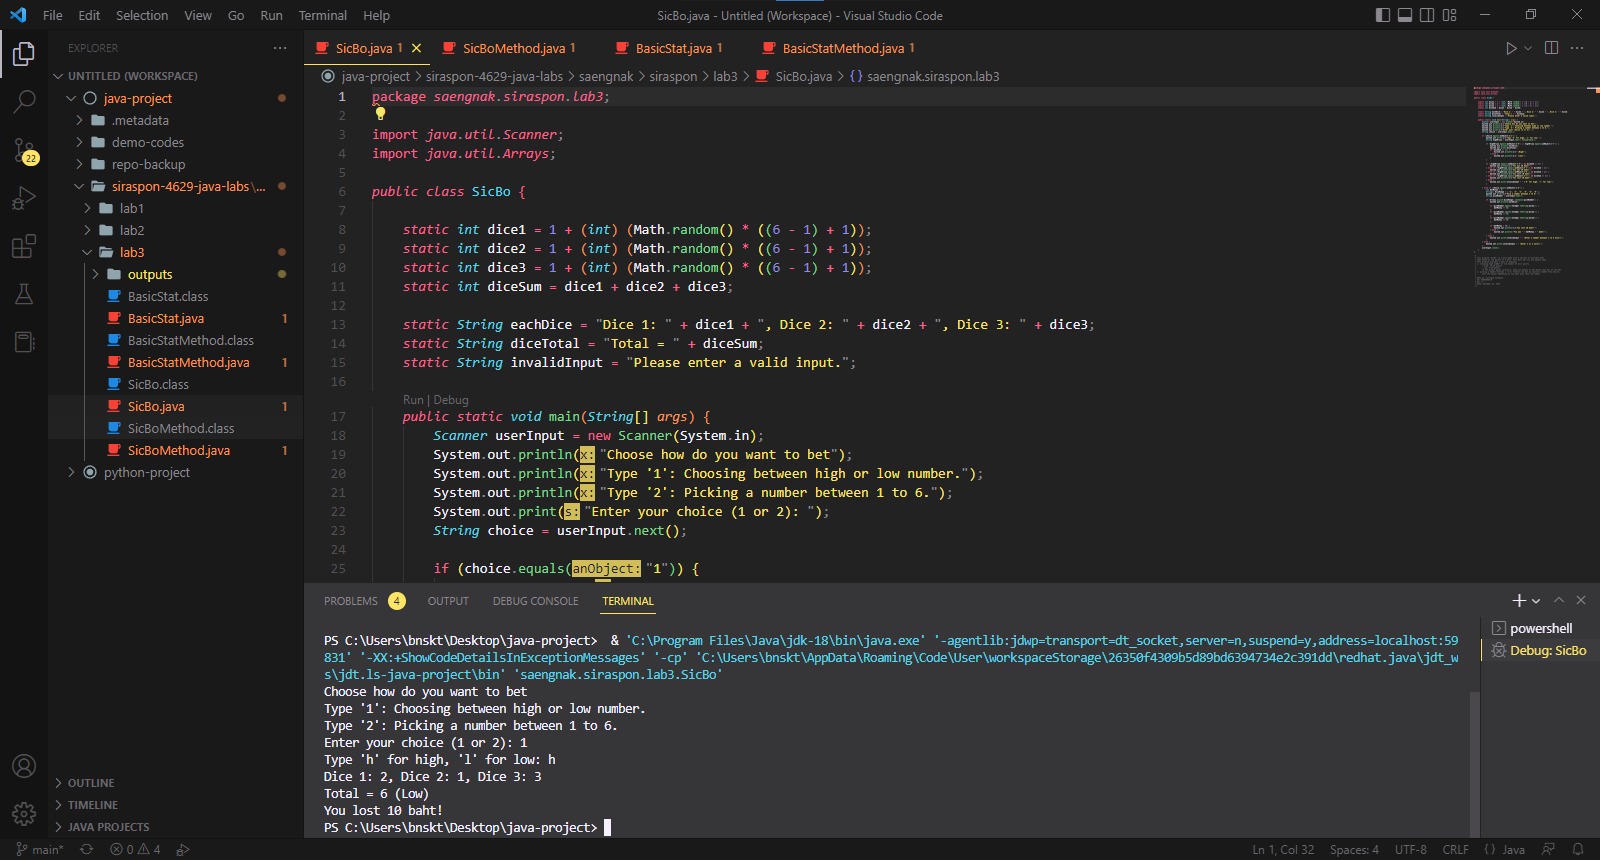 File Edit Selection View Go Run Terminal Help
SicBo.java - Untitled (Workspace) - Visual Studio Code
EXPLORER
UNTITLED (WORKSPACE)
java-project
.metadata
demo-codes
repo-backup
siraspon-4629-java-labs\...
lab1
lab2
lab3
outputs
BasicStat.class
BasicStat.java 1
BasicStatMethod.class
BasicStatMethod.java 1
SicBo.class
SicBo.java 1
SicBoMethod.class
SicBoMethod.java 1
python-project
OUTLINE
TIMELINE
JAVA PROJECTS
22
SicBo.java 1 SicBoMethod.java 1 BasicStat.java 1 BasicStatMethod.java 1
java-project > siraspon-4629-java-labs > saengnak > siraspon > lab3 > SicBo.java > {} saengnak.siraspon.lab3
1 package saengnak.siraspon.lab3;
2
3 import java.util.Scanner;
4 import java.util.Arrays;
5
6 public class SicBo {
7
8 static int dice1 = 1 + (int) (Math.random() * ((6 - 1) + 1));
9 static int dice2 = 1 + (int) (Math.random() * ((6 - 1) + 1));
10 static int dice3 = 1 + (int) (Math.random() * ((6 - 1) + 1));
11 static int diceSum = dice1 + dice2 + dice3;
12
13 static String eachDice = "Dice 1: " + dice1 + ", Dice 2: " + dice2 + ", Dice 3: " + dice3;
14 static String diceTotal = "Total = " + diceSum;
15 static String invalidInput = "Please enter a valid input.";
16
Run | Debug
17 public static void main(String[] args) {
18 Scanner userInput = new Scanner(System.in);
19 System.out.println(x: "Choose how do you want to bet");
20 System.out.println(x: "Type '1': Choosing between high or low number.");
21 System.out.println(x: "Type '2': Picking a number between 1 to 6.");
22 System.out.print(s: "Enter your choice (1 or 2): ");
23 String choice = userInput.next();
24
25 if (choice.equals(anObject: "1")) {
PROBLEMS 4 OUTPUT DEBUG CONSOLE TERMINAL
PS C:\Users\bnskt\Desktop\java-project> & 'C:\Program Files\Java\jdk-18\bin\java.exe' '-agentlib:jdwp=transport=dt_socket,server=n,suspend=y,address=localhost:59
831' '-XX:+ShowCodeDetailsInExceptionMessages' '-cp' 'C:\Users\bnskt\AppData\Roaming\Code\User\workspaceStorage\26350f4309b5d89bd6394734e2c391dd\redhat.java\jdt_w
s\jdt.ls-java-project\bin' 'saengnak.siraspon.lab3.SicBo'
Choose how do you want to bet
Type '1': Choosing between high or low number.
Type '2': Picking a number between 1 to 6.
Enter your choice (1 or 2): 1
Type 'h' for high, 'l' for low: h
Dice 1: 2, Dice 2: 1, Dice 3: 3
Total = 6 (Low)
You lost 10 baht!
PS C:\Users\bnskt\Desktop\java-project>
powershell
Debug: SicBo
main* 0 4 Ln 1, Col 32 Spaces: 4 UTF-8 CRLF {} Java